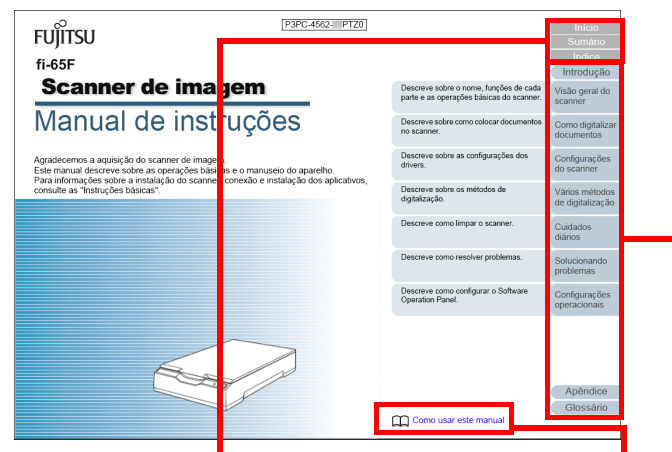 P3PC-4562-PTZ0
FUJITSU
fi-65F
Scanner de imagem
Manual de instruções
Agradecemos a aquisição do scanner de imagem.
Este manual descreve sobre as operações básicas e o manuseio do aparelho.
Para informações sobre a instalação do scanner, conexão e instalação dos aplicativos,
consulte as "Instruções básicas".
Início
Sumário
Índice
Introdução
Descreve sobre o nome, funções de cada
parte e as operações básicas do scanner.
Visão geral do
scanner
Descreve sobre como colocar documentos
no scanner.
Como digitalizar
documentos
Descreve sobre as configurações dos
drivers.
Configurações
do scanner
Descreve sobre os métodos de
digitalização.
Vários métodos
de digitalização
Descreve como limpar o scanner.
Cuidados
diários
Descreve como resolver problemas.
Solucionando
problemas
Descreve como configurar o Software
Operation Panel.
Configurações
operacionais
Apêndice
Glossário
Como usar este manual